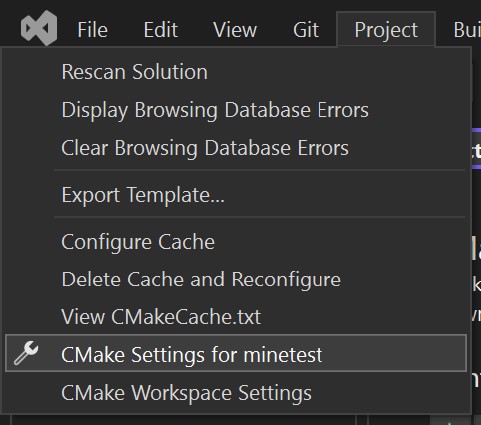 File Edit View Git Project
Rescan Solution
Display Browsing Database Errors
Clear Browsing Database Errors
Export Template...
Configure Cache
Delete Cache and Reconfigure
View CMakeCache.txt
CMake Settings for minetest
CMake Workspace Settings